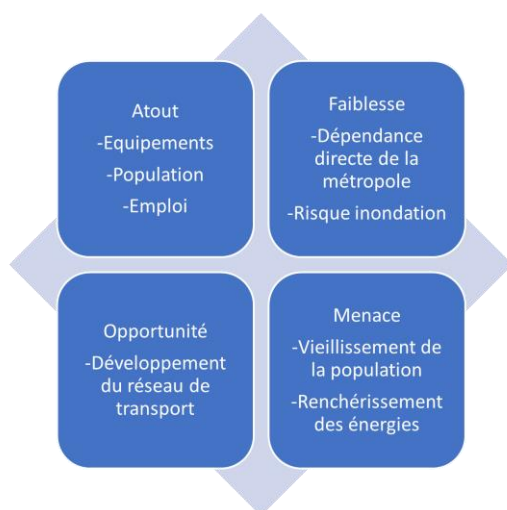 Atout
-Equipements
-Population
-Emploi
Faiblesse
-Dépendance
directe de la
métropole
-Risque inondation
Opportunité
-Développement
du réseau de
transport
Menace
-Vieillissement de
la population
-Renchérissement
des énergies